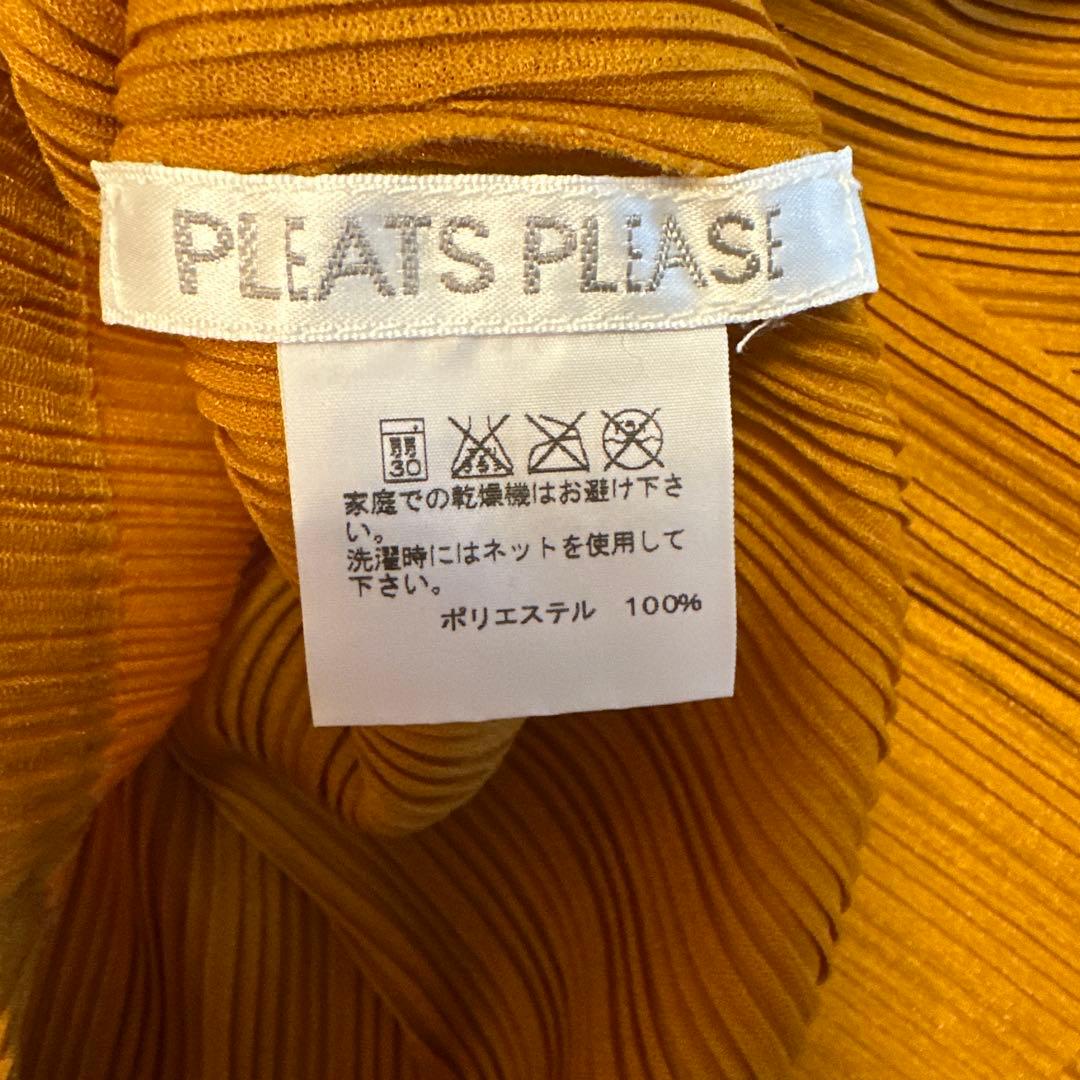 PLEATS PLEASE
弱
30
家庭での乾燥機はお避け下さ
い。
洗濯時にはネットを使用して
下さい。
ポリエステル 100%